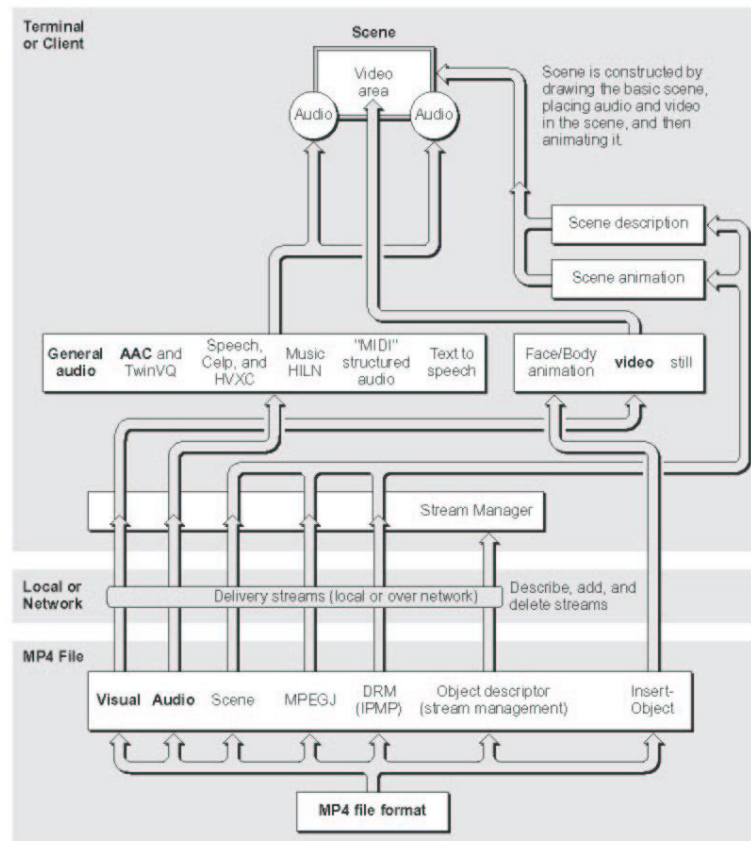 Terminal
or Client
Scene
Video
area
Audio
Audio
Scene is constructed by
drawing the basic scene,
placing audio and video
in the scene, and then
animating it.
Scene description
Scene animation
General
audio
AAC and
TwinVQ
Speech,
Celp, and
HVXC
Music
HILN
"MIDI"
structured
audio
Text to
speech
Face/Body
animation
video
still
Stream Manager
Local or
Network
Delivery streams (local or over network)
Describe, add, and
delete streams
MP4 File
Visual
Audio
Scene
MPEGJ
DRM
(IPMP)
Object descriptor
(stream management)
Insert-
Object
MP4 file format